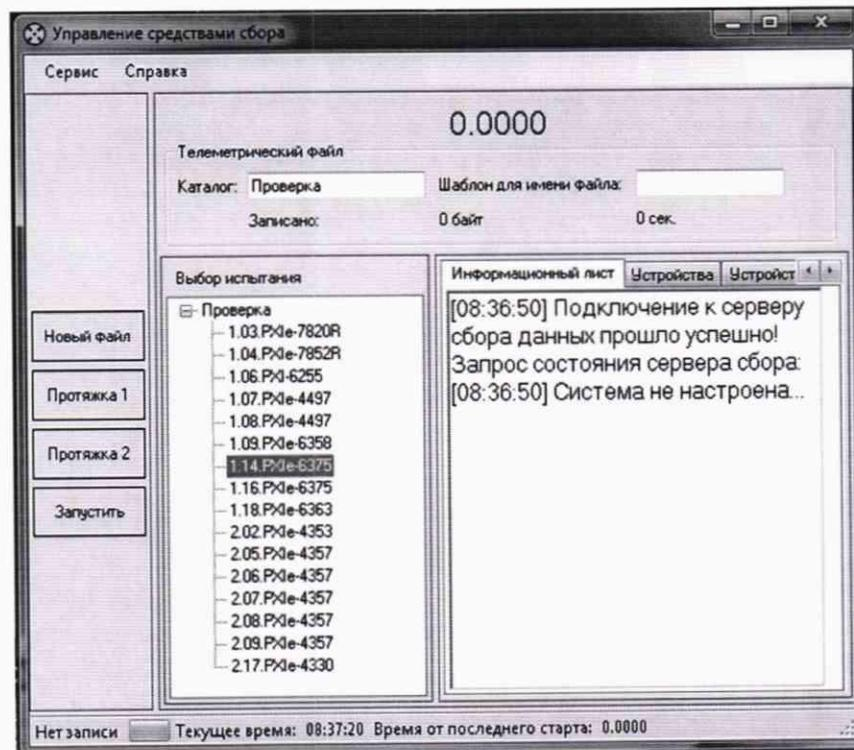 Управление средствами сбора
Сервис Справка
0.0000
Телеметрический файл
Каталог: Проверка Шаблон для имени файла:
Записано: 0 байт 0 сек.
Новый файл
Протяжка 1
Протяжка 2
Запустить
Выбор испытания
Проверка
1.03.PXIe-7820R
1.04.PXIe-7852R
1.06.PXI-6255
1.07.PXIe-4497
1.08.PXIe-4497
1.09.PXIe-6358
1.14.PXIe-6375
1.16.PXIe-6375
1.18.PXIe-6363
2.02.PXIe-4353
2.05.PXIe-4357
2.06.PXIe-4357
2.07.PXIe-4357
2.08.PXIe-4357
2.09.PXIe-4357
2.17.PXIe-4330
Информационный лист Устройства Устройст
[08:36:50] Подключение к серверу
сбора данных прошло успешно!
Запрос состояния сервера сбора:
[08:36:50] Система не настроена...
Нет записи Текущее время: 08:37:20 Время от последнего старта: 0.0000